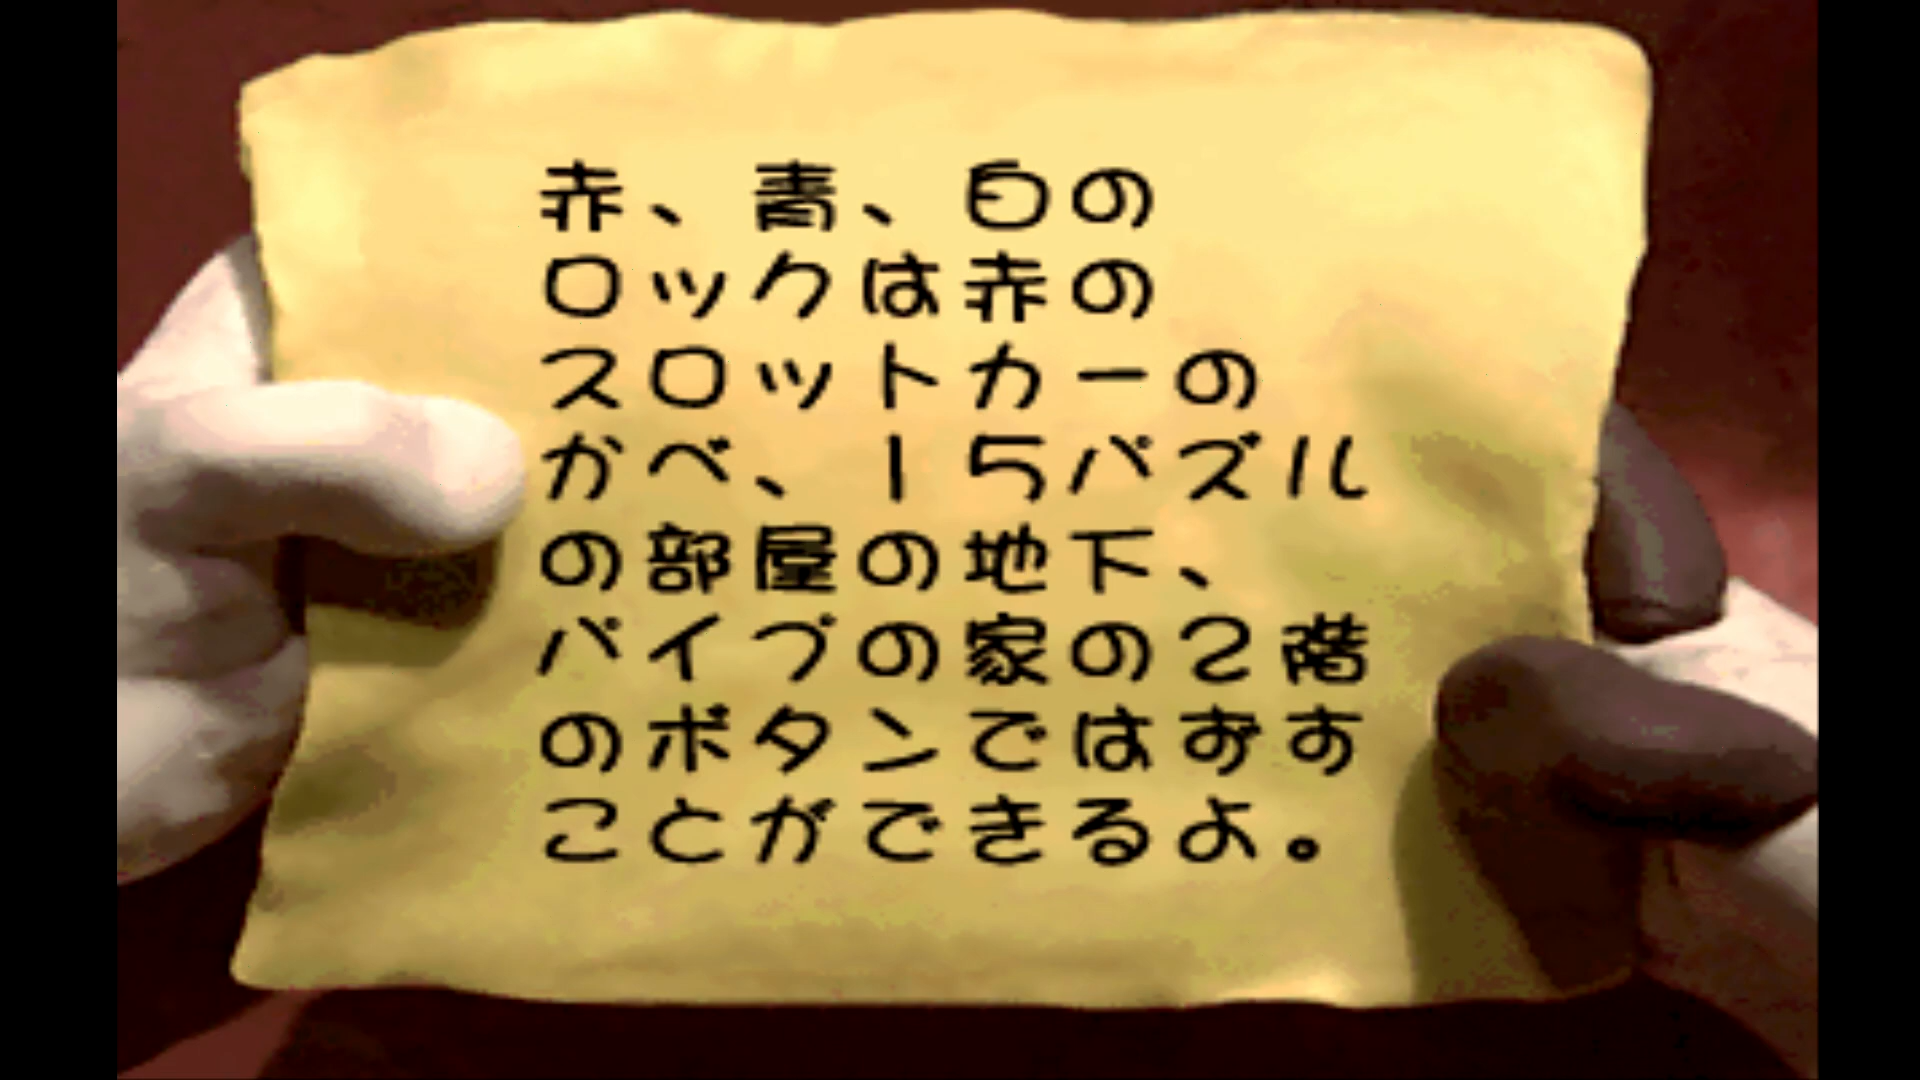 赤、青、白の
ロックは赤の
スロットカーの
かべ、15パズル
の部屋の地下、
パイプの家の2階
のボタンではずす
ことができるよ。